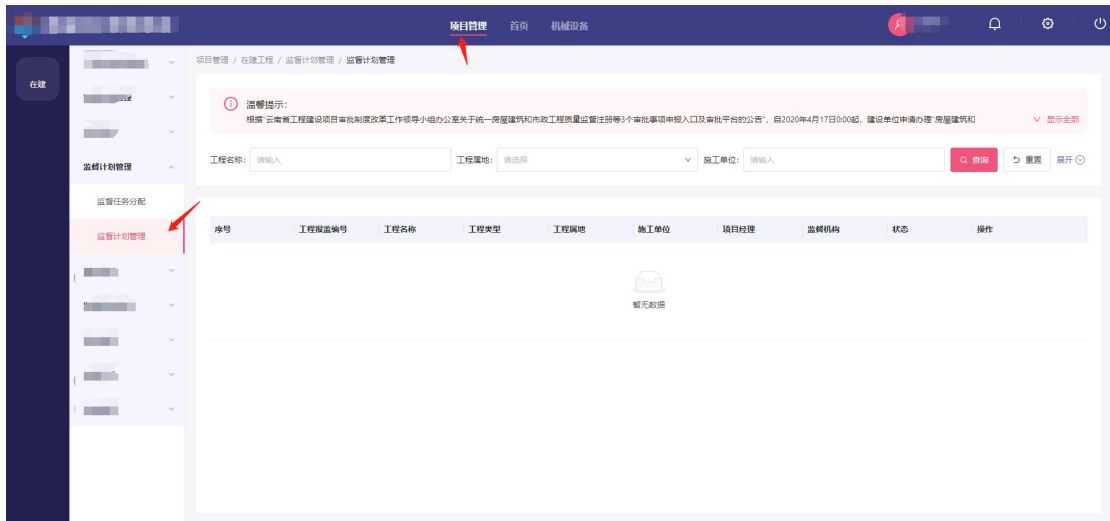 项目管理 首页 机械设备
在建
项目管理 / 在建工程 / 监督计划管理 / 监督计划管理
温馨提示:
根据“云南省工程建设项目审批制度改革工作领导小组办公室关于统一房屋建筑和市政工程质量监督注册等3个审批事项申报入口及审批平台的公告”，自2020年4月17日0:00起，建设单位申请办理“房屋建筑和 显示全部
工程名称: 请输入 工程属地: 请选择 施工单位: 请输入 查询 重置 展开
监督计划管理
监督任务分配
监督计划管理
序号 工程报监编号 工程名称 工程类型 工程属地 施工单位 项目经理 监督机构 状态 操作
暂无数据